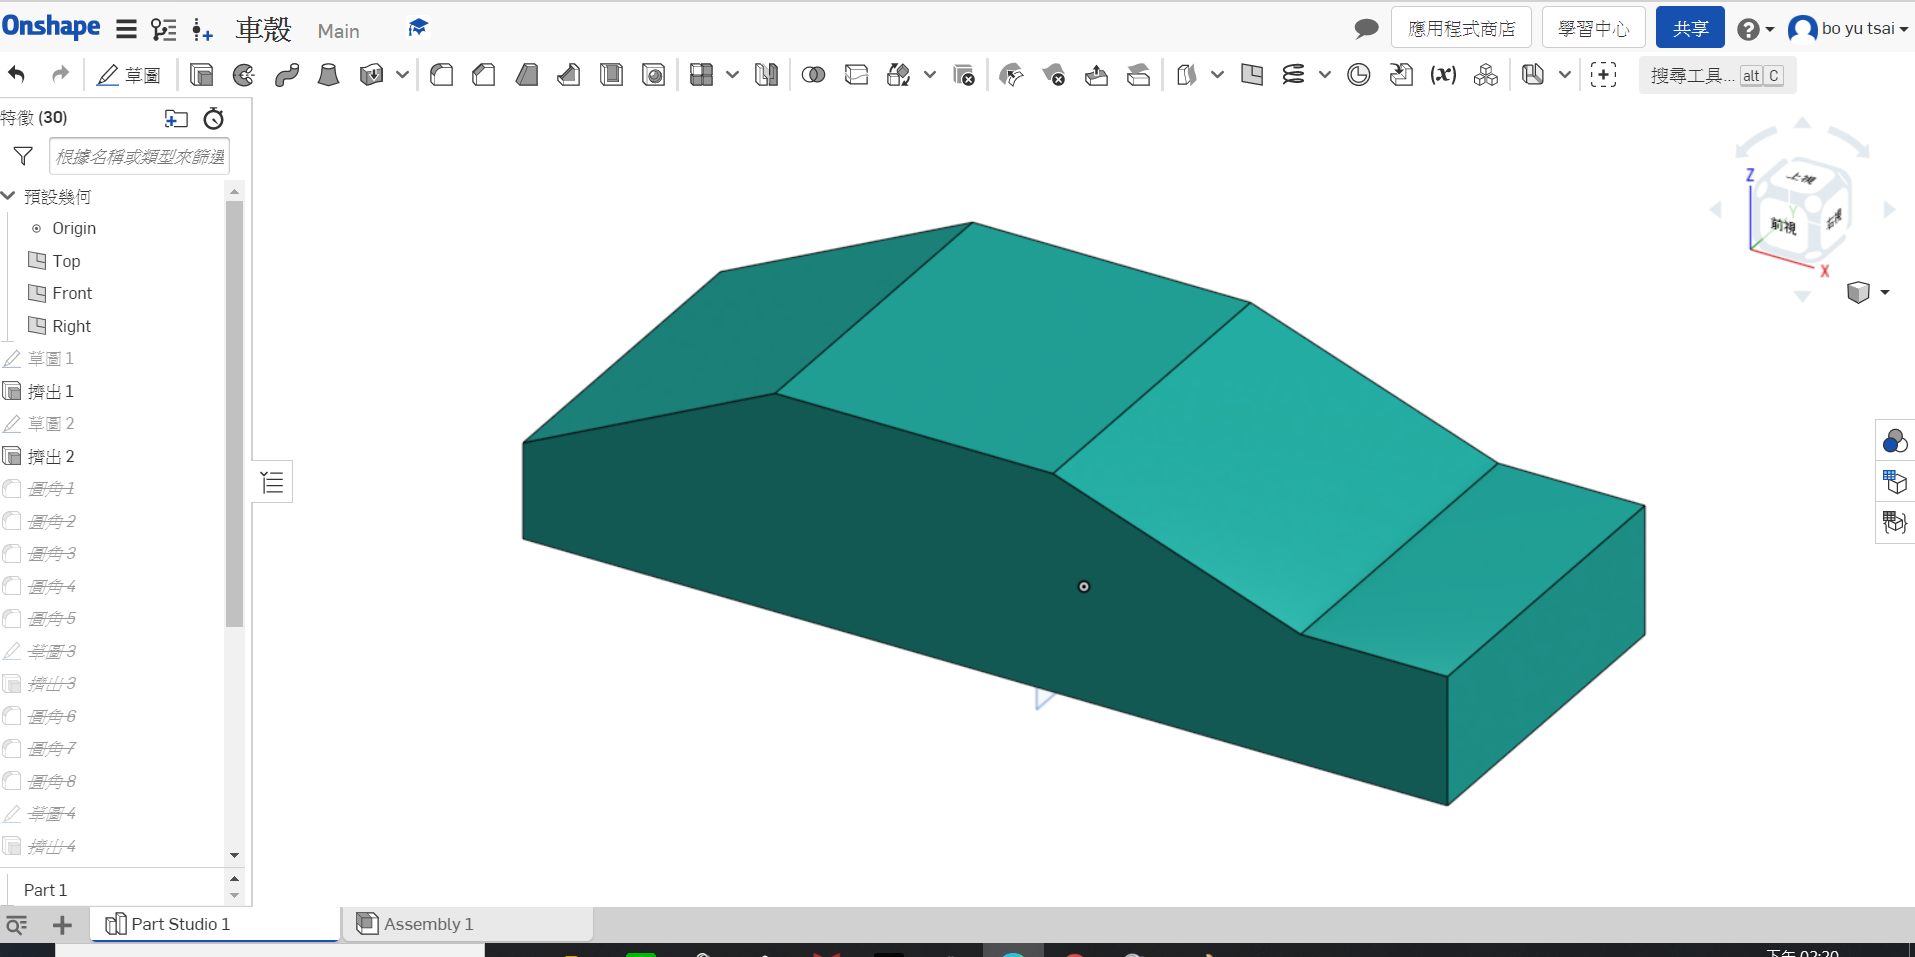 Onshape 車殼 Main 應用程式商店 學習中心 共享 bo yu tsai
草圖 (x) 搜尋工具... alt C
特徵 (30)
根據名稱或類型來篩選
預設幾何
Origin
Top
Front
Right
草圖 1
擠出 1
草圖 2
擠出 2
圓角 1
圓角 2
圓角 3
圓角 4
圓角 5
草圖 3
擠出 3
圓角 6
圓角 7
圓角 8
草圖 4
擠出 4
Part 1
Z
上視
Y
前視
右視
X
Part Studio 1
Assembly 1
下午 02:20